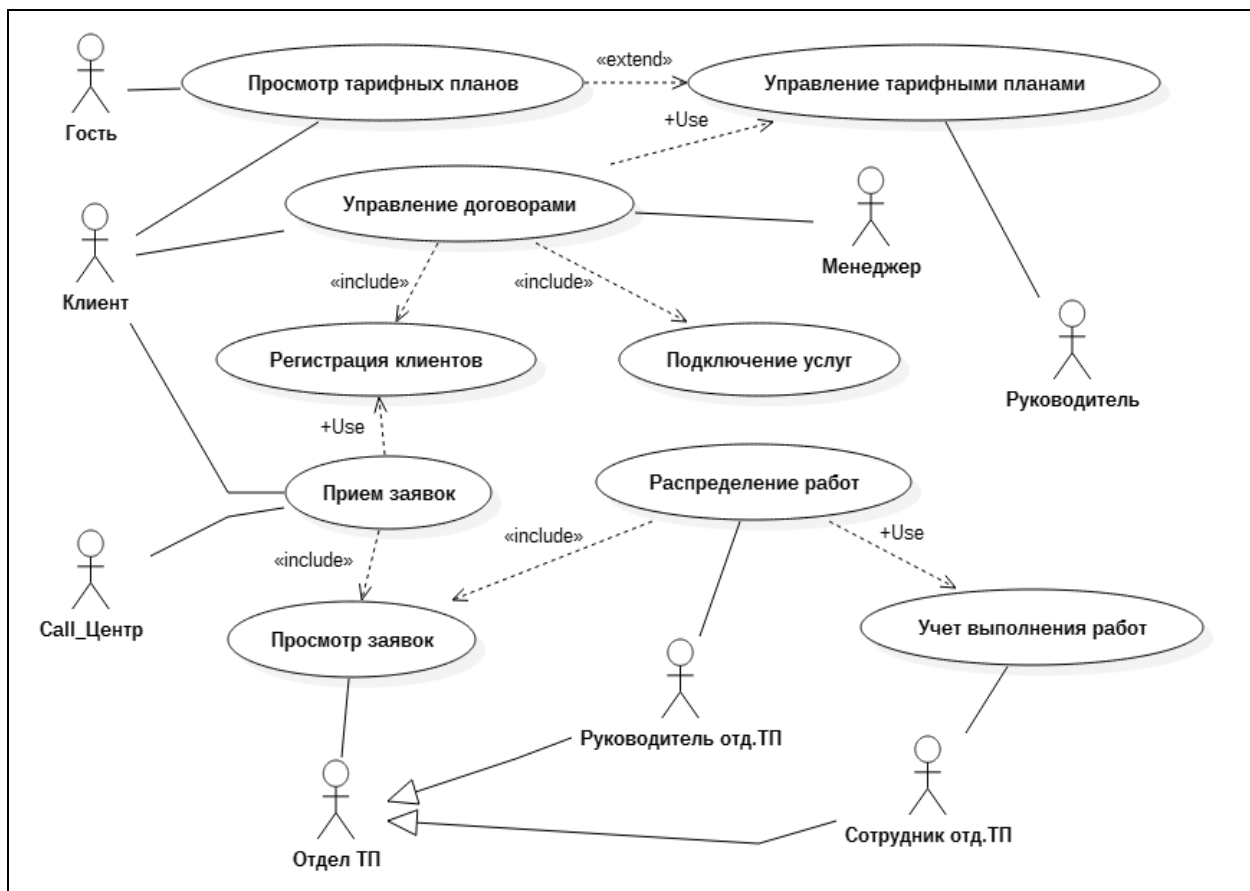 «extend»
Просмотр тарифных планов
Управление тарифными планами
+Use
Гость
Управление договорами
Менеджер
«include»
«include»
Клиент
Регистрация клиентов
Подключение услуг
Руководитель
+Use
Распределение работ
Прием заявок
«include»
+Use
«include»
Call_Центр
Просмотр заявок
Учет выполнения работ
Руководитель отд.ТП
Сотрудник отд.ТП
Отдел ТП